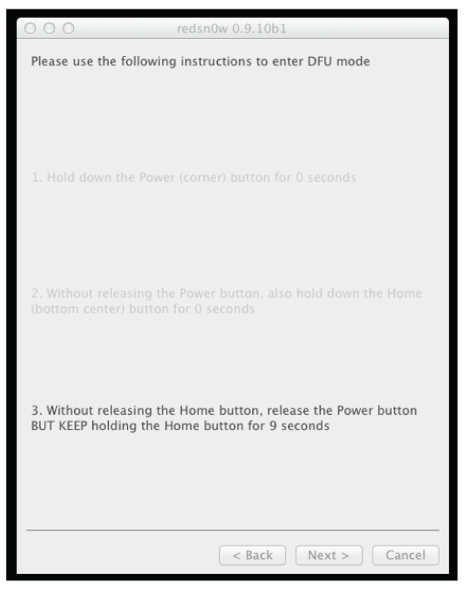 redsn0w 0.9.10b1
Please use the following instructions to enter DFU mode
1. Hold down the Power (corner) button for 0 seconds
2. Without releasing the Power button, also hold down the Home
(bottom center) button for 0 seconds
3. Without releasing the Home button, release the Power button
BUT KEEP holding the Home button for 9 seconds
< Back Next > Cancel